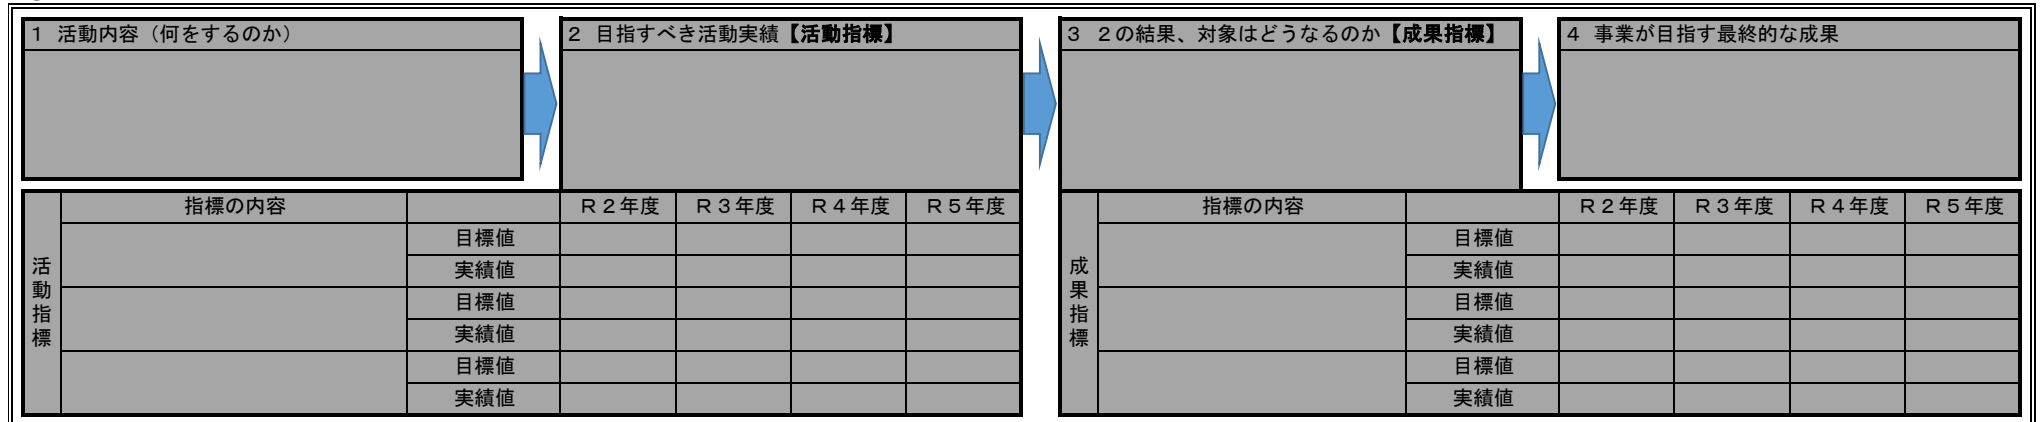 1 活動内容（何をするのか）
2 目指すべき活動実績【活動指標】
3 2の結果、対象はどうなるのか【成果指標】
4 事業が目指す最終的な成果
活動指標
指標の内容 R2年度 R3年度 R4年度 R5年度
目標値
実績値
目標値
実績値
目標値
実績値
成果指標
指標の内容 R2年度 R3年度 R4年度 R5年度
目標値
実績値
目標値
実績値
目標値
実績値